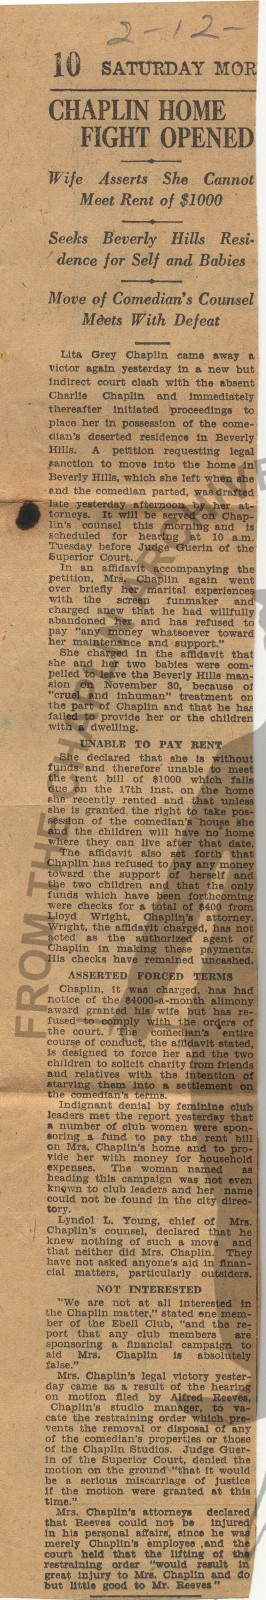 2-12-
10 SATURDAY MOR
CHAPLIN HOME
FIGHT OPENED
Wife Asserts She Cannot
Meet Rent of $1000
Seeks Beverly Hills Resi-
dence for Self and Babies
Move of Comedian's Counsel
Meets With Defeat
Lita Grey Chaplin came away a
victor again yesterday in a new but
indirect court clash with the absent
Charlie Chaplin and immediately
thereafter initiated proceedings to
place her in possession of the come-
dian's deserted residence in Beverly
Hills. A petition requesting legal
sanction to move into the home in
Beverly Hills, which she left when she
and the comedian parted, was drafted
late yesterday afternoon by her at-
torneys. It will be served on Chap-
lin's counsel this morning and is
scheduled for hearing at 10 a.m.
Tuesday before Judge Guerin of the
Superior Court.
In an affidavit accompanying the
petition, Mrs. Chaplin again went
over briefly her marital experiences
with the screen funmaker and
charged anew that he had willfully
abandoned her and has refused to
pay "any money whatsoever toward
her maintenance and support."
She charged in the affidavit that
she and her two babies were com-
pelled to leave the Beverly Hills man-
sion on November 30, because of
"cruel and inhuman" treatment on
the part of Chaplin and that he has
failed to provide her or the children
with a dwelling.
UNABLE TO PAY RENT
She declared that she is without
funds and therefore unable to meet
the rent bill of $1000 which falls
due on the 17th inst. on the home
she recently rented and that unless
she is granted the right to take pos-
session of the comedian's house she
and the children will have no home
where they can live after that date.
The affidavit also set forth that
Chaplin has refused to pay any money
toward the support of herself and
the two children and that the only
funds which have been forthcoming
were checks for a total of $400 from
Lloyd Wright, Chaplin's attorney.
Wright, the affidavit charged, has not
acted as the authorized agent of
Chaplin in making these payments.
His checks have remained uncashed.
ASSERTED FORCED TERMS
Chaplin, it was charged, has had
notice of the $4000-a-month alimony
award granted his wife but has re-
fused to comply with the orders of
the court. The comedian's entire
course of conduct, the affidavit stated,
is designed to force her and the two
children to solicit charity from friends
and relatives with the intention of
starving them into a settlement on
the comedian's terms.
Indignant denial by feminine club
leaders met the report yesterday that
a number of club women were spon-
soring a fund to pay the rent bill
on Mrs. Chaplin's home and to pro-
vide her with money for household
expenses. The woman named as
heading this campaign was not even
known to club leaders and her name
could not be found in the city direc-
tory.
Lyndol L. Young, chief of Mrs.
Chaplin's counsel, declared that he
knew nothing of such a move and
that neither did Mrs. Chaplin. They
have not asked anyone's aid in finan-
cial matters, particularly outsiders.
NOT INTERESTED
"We are not at all interested in
the Chaplin matter," stated one mem-
ber of the Ebell Club, "and the re-
port that any club members are
sponsoring a financial campaign to
aid Mrs. Chaplin is absolutely
false."
Mrs. Chaplin's legal victory yester-
day came as a result of the hearing
on motion filed by Alfred Reeves,
Chaplin's studio manager, to va-
cate the restraining order which pre-
vents the removal or disposal of any
of the comedian's properties or those
of the Chaplin Studios. Judge Guer-
in of the Superior Court, denied the
motion on the ground "that it would
be a serious miscarriage of justice
if the motion were granted at this
time."
Mrs. Chaplin's attorneys declared
that Reeves could not be injured
in his personal affairs, since he was
merely Chaplin's employee ,and the
court held that the lifting of the
restraining order "would result in
great injury to Mrs. Chaplin and do
but little good to Mr. Reeves"
FROM THE CHAPLIN ARCHIVE